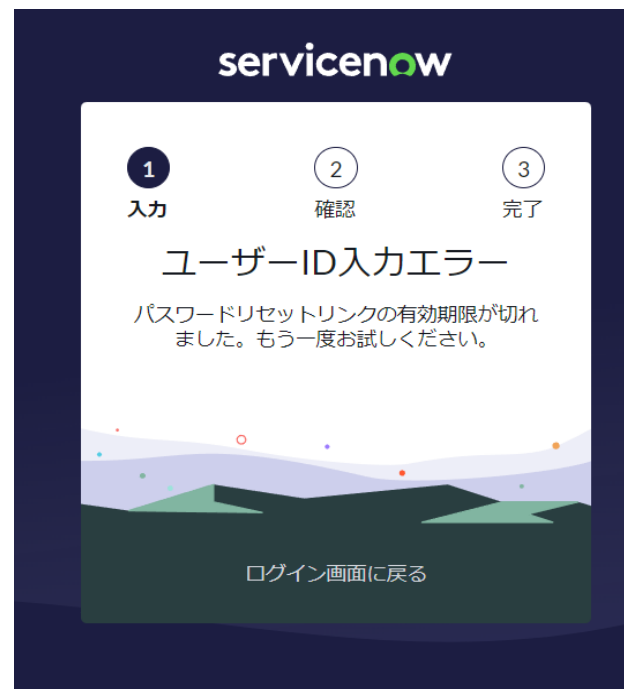 servicenow
1
2
3
入力
確認
完了
ユーザーID入力エラー
パスワードリセットリンクの有効期限が切れ
ました。もう一度お試しください。
ログイン画面に戻る